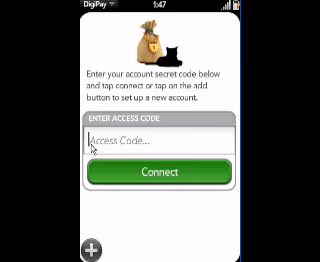 DigiPay 1:47
Enter your account secret code below
and tap connect or tap on the add
button to set up a new account.
ENTER ACCESS CODE
Access Code...
Connect